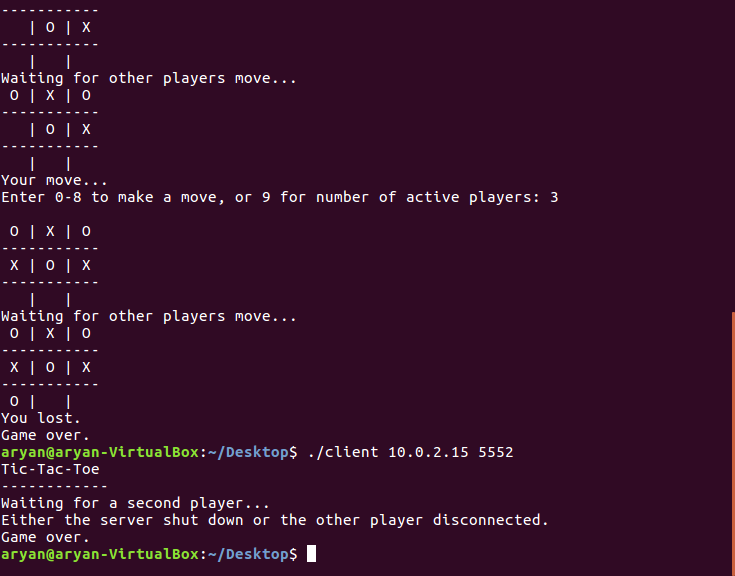 -----------
   | O | X
-----------
   |   |
Waiting for other players move...
 O | X | O
-----------
   | O | X
-----------
   |   |
Your move...
Enter 0-8 to make a move, or 9 for number of active players: 3

 O | X | O
-----------
 X | O | X
-----------
   |   |
Waiting for other players move...
 O | X | O
-----------
 X | O | X
-----------
 O |   |
You lost.
Game over.
aryan@aryan-VirtualBox:~/Desktop$ ./client 10.0.2.15 5552
Tic-Tac-Toe
------------
Waiting for a second player...
Either the server shut down or the other player disconnected.
Game over.
aryan@aryan-VirtualBox:~/Desktop$